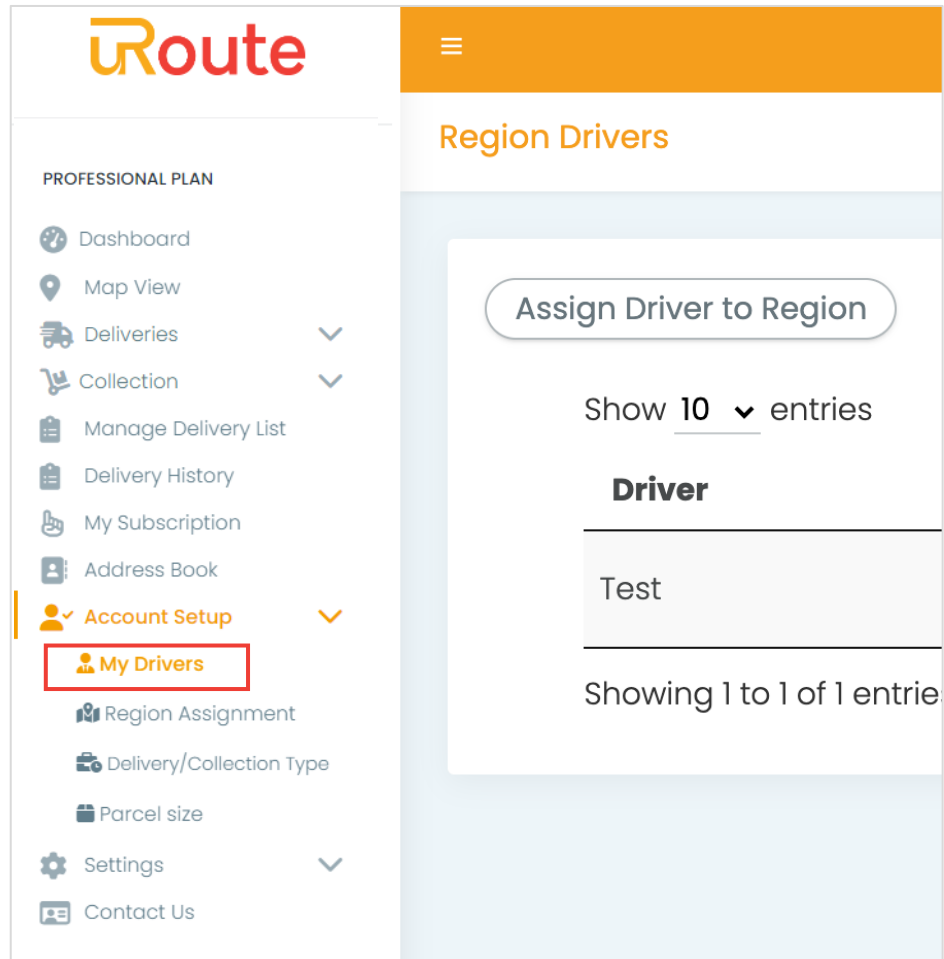 uRoute
PROFESSIONAL PLAN
Dashboard
Map View
Deliveries
Collection
Manage Delivery List
Delivery History
My Subscription
Address Book
Account Setup
My Drivers
Region Assignment
Delivery/Collection Type
Parcel size
Settings
Contact Us
Region Drivers
Assign Driver to Region
Show 10 entries
Driver
Test
Showing 1 to 1 of 1 entrie